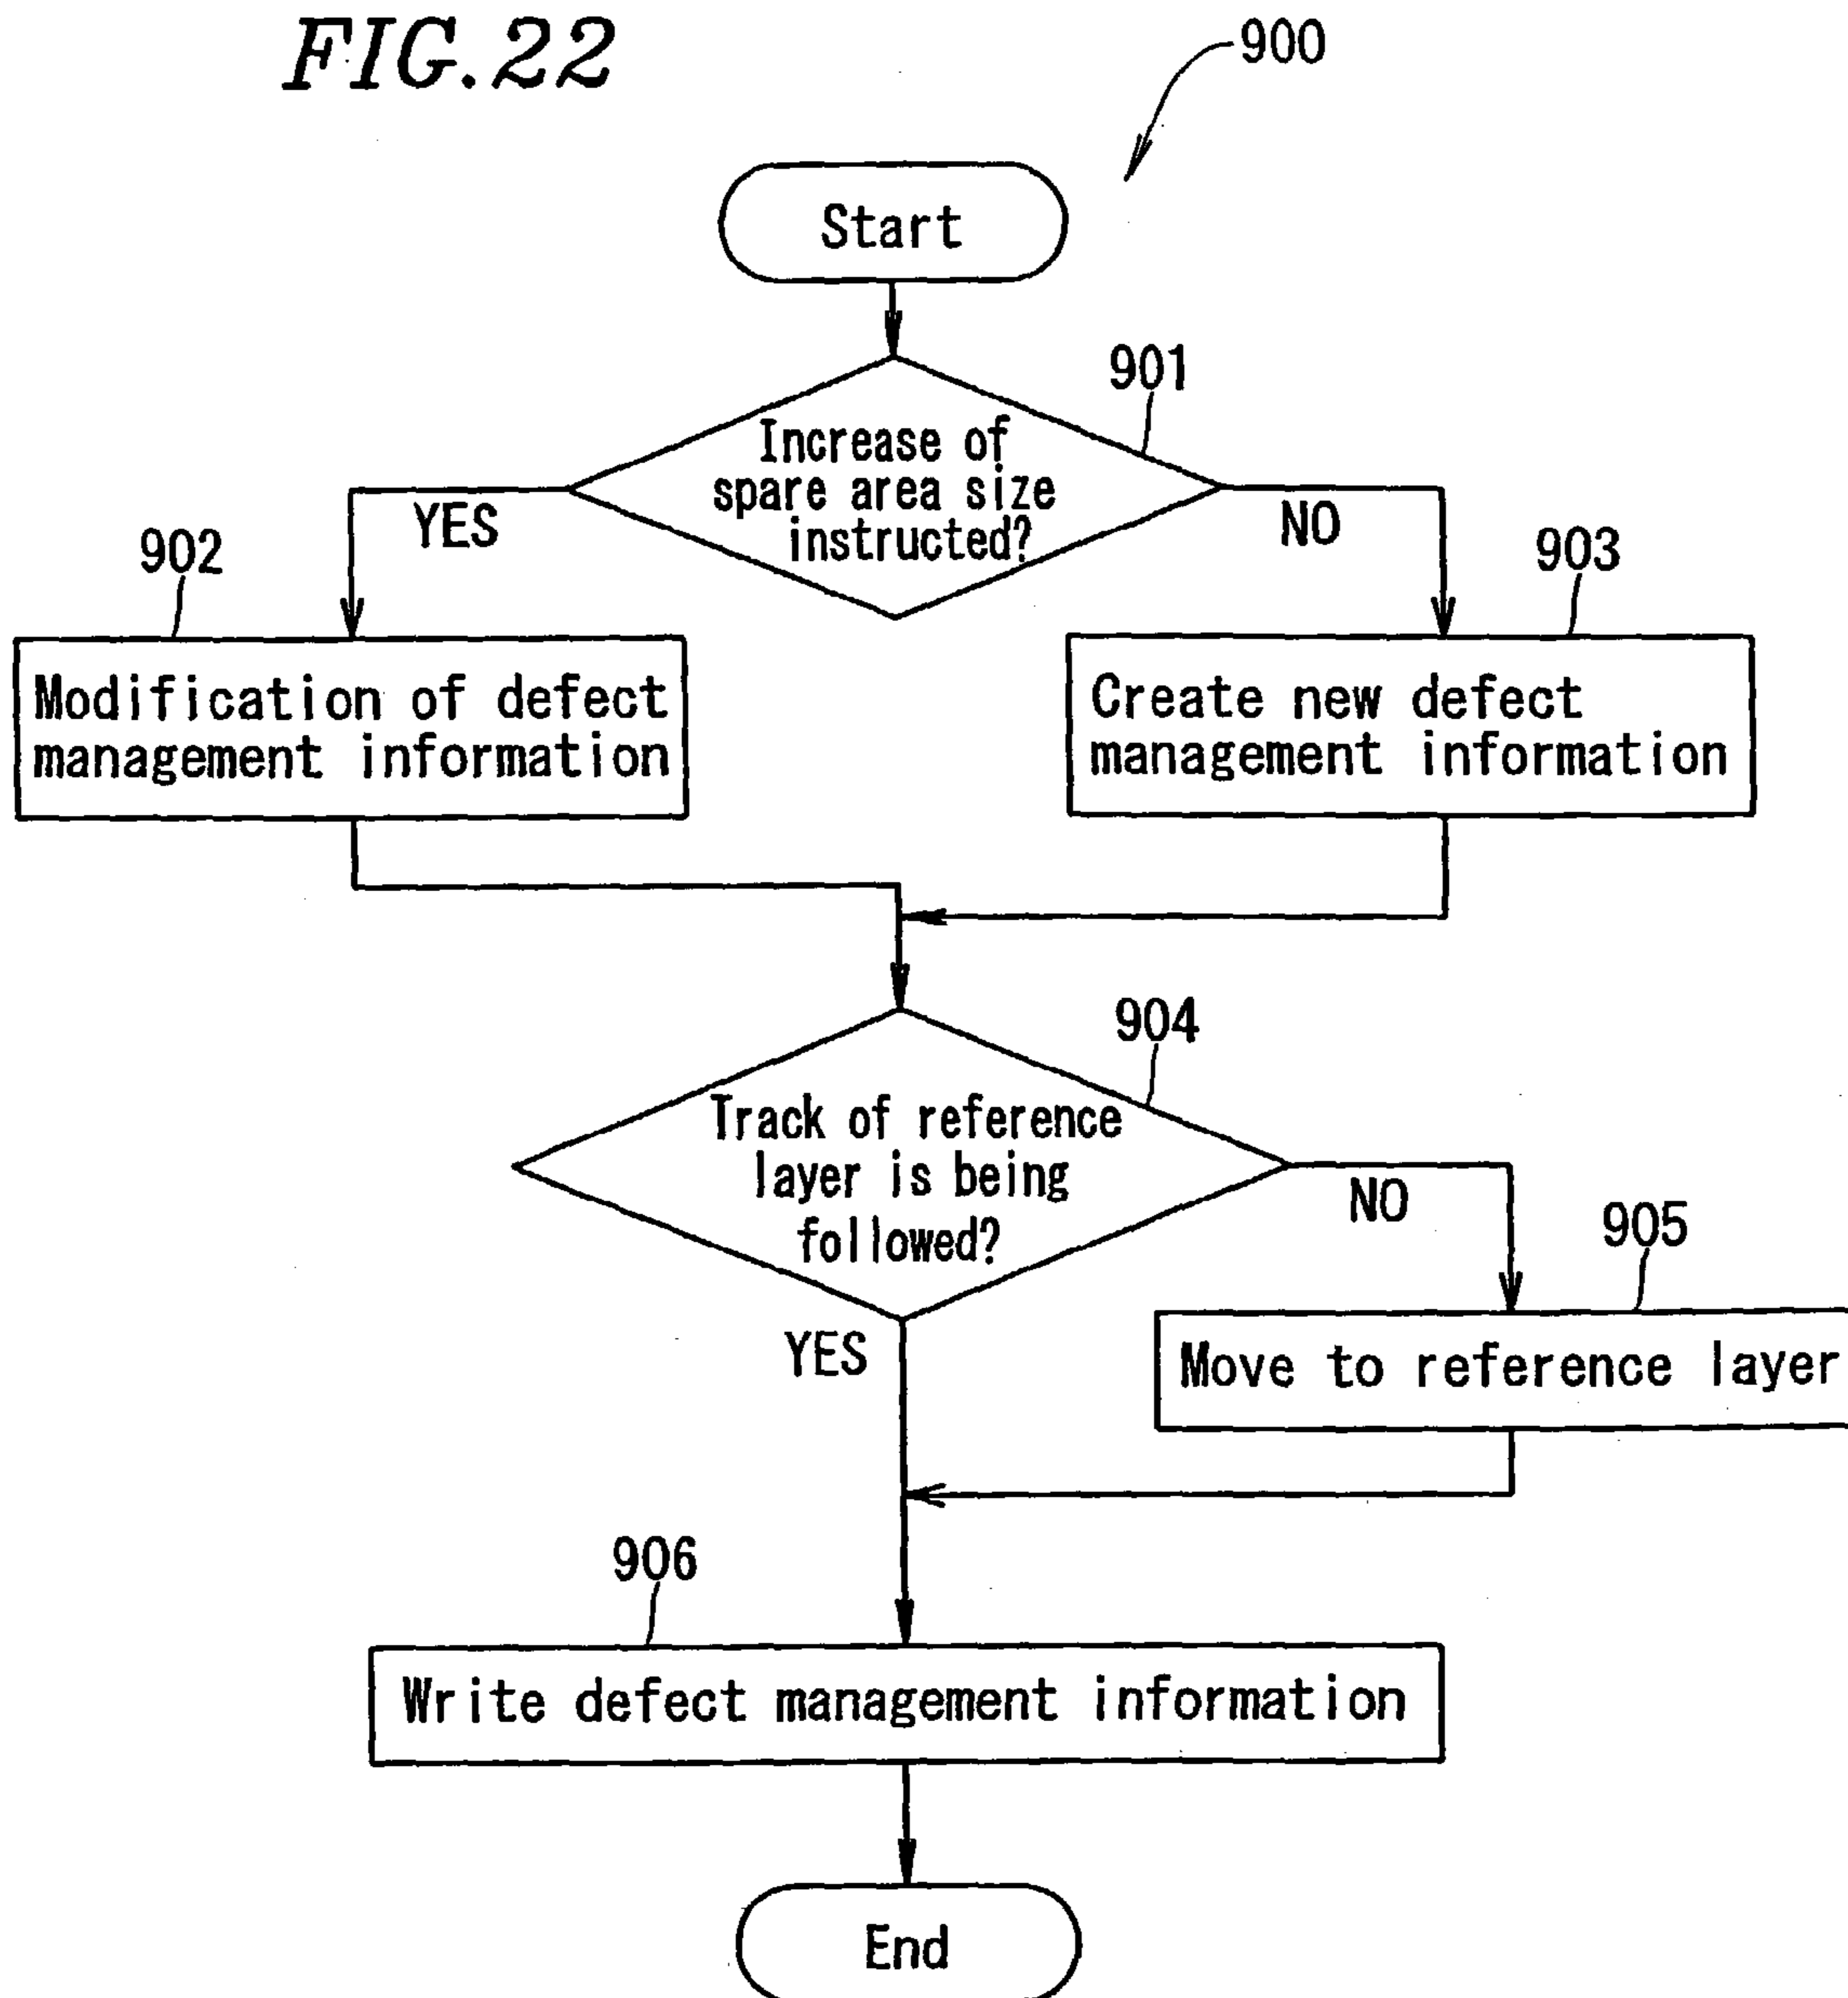 FIG.22
900
Start
901
Increase of
spare area size
instructed?
YES
NO
902
903
Modification of defect
management information
Create new defect
management information
904
Track of reference
layer is being
followed?
NO
905
YES
Move to reference layer
906
Write defect management information
End